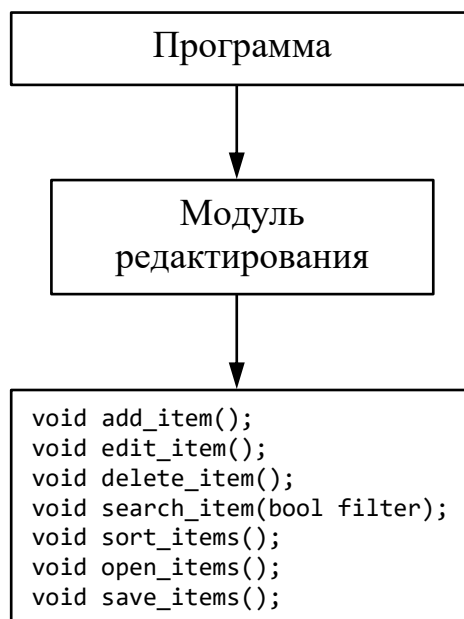 Программа
Модуль
редактирования
void add_item();
void edit_item();
void delete_item();
void search_item(bool filter);
void sort_items();
void open_items();
void save_items();